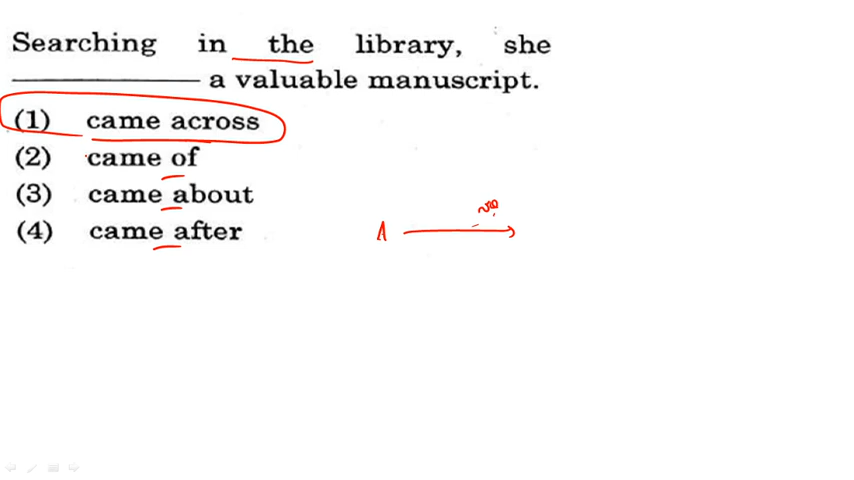 Searching in the library, she
____________ a valuable manuscript.
(1) came across
(2) came of
(3) came about
(4) came after
A